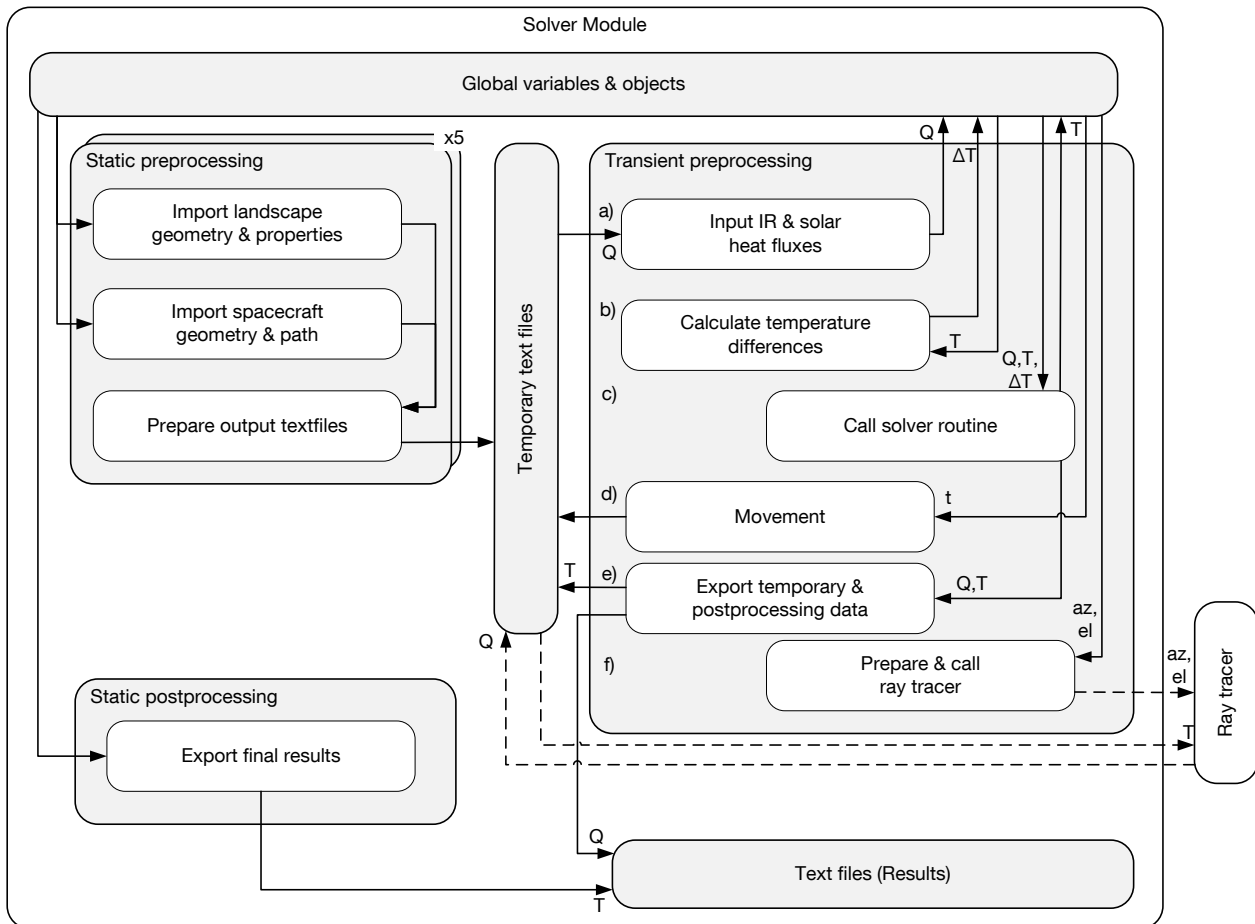 Solver Module
Global variables & objects
x5
Static preprocessing
Import landscape
geometry & properties
Import spacecraft
geometry & path
Prepare output textfiles
Temporary text files
Transient preprocessing
Q
ΔT
T
a)
Q
Input IR & solar
heat fluxes
b)
Calculate temperature
differences
T
Q,T,
ΔT
c)
Call solver routine
d)
Movement
t
T
e)
Export temporary &
postprocessing data
Q,T
az,
el
Q
f)
Prepare & call
ray tracer
az,
el
T
Ray tracer
Static postprocessing
Export final results
Q
Text files (Results)
T